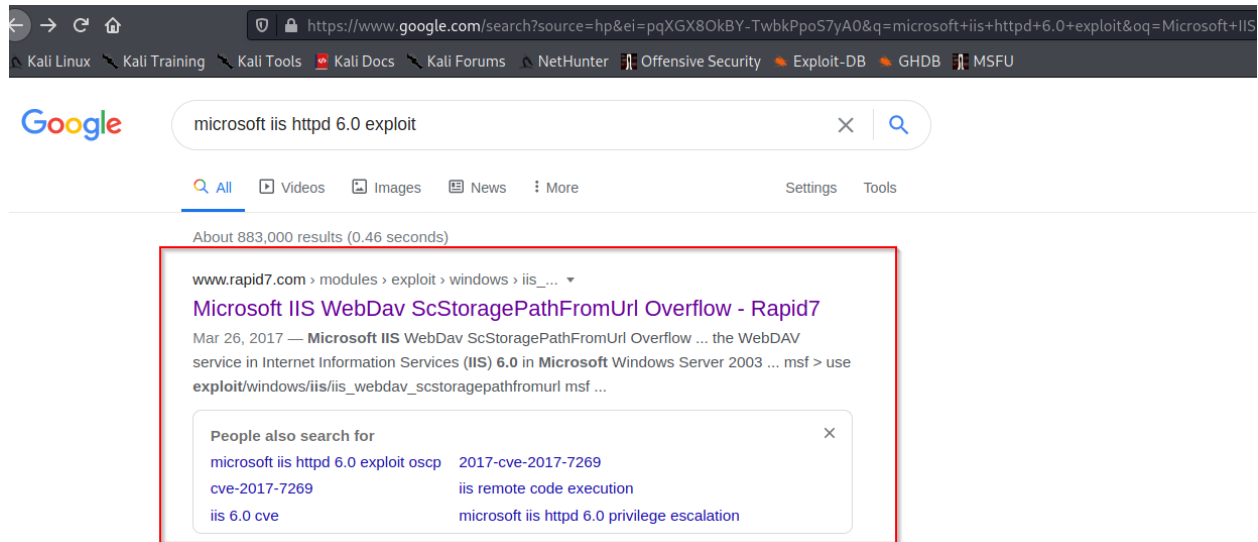 https://www.google.com/search?source=hp&ei=pqXGX8OkBY-TwbkPpoS7yA0&q=microsoft+iis+httpd+6.0+exploit&oq=Microsoft+IIS
Kali Linux Kali Training Kali Tools Kali Docs Kali Forums NetHunter Offensive Security Exploit-DB GHDB MSFU
Google microsoft iis httpd 6.0 exploit
All Videos Images News More Settings Tools
About 883,000 results (0.46 seconds)
www.rapid7.com › modules › exploit › windows › iis_...
Microsoft IIS WebDav ScStoragePathFromUrl Overflow - Rapid7
Mar 26, 2017 — Microsoft IIS WebDav ScStoragePathFromUrl Overflow ... the WebDAV
service in Internet Information Services (IIS) 6.0 in Microsoft Windows Server 2003 ... msf > use
exploit/windows/iis/iis_webdav_scstoragepathfromurl msf ...
People also search for
microsoft iis httpd 6.0 exploit oscp 2017-cve-2017-7269
cve-2017-7269 iis remote code execution
iis 6.0 cve microsoft iis httpd 6.0 privilege escalation